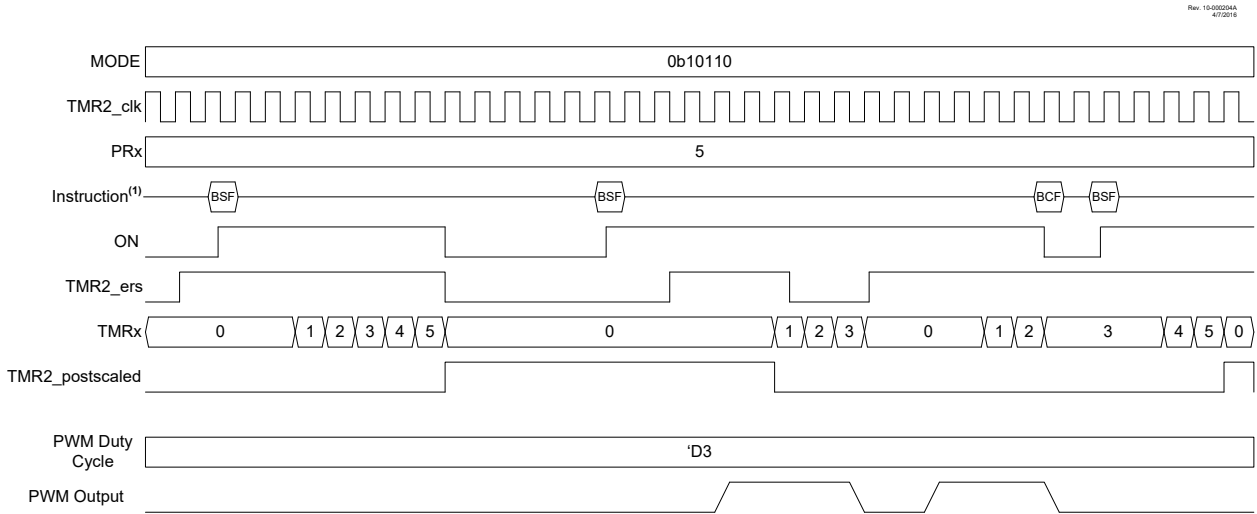 Rev. 10-000204A
4/7/2016
MODE 0b10110
TMR2_clk
PRx 5
Instruction(1) BSF BSF BCF BSF
ON
TMR2_ers
TMRx 0 1 2 3 4 5 0 1 2 3 0 1 2 3 4 5 0
TMR2_postscaled
PWM Duty
Cycle
‘D3
PWM Output